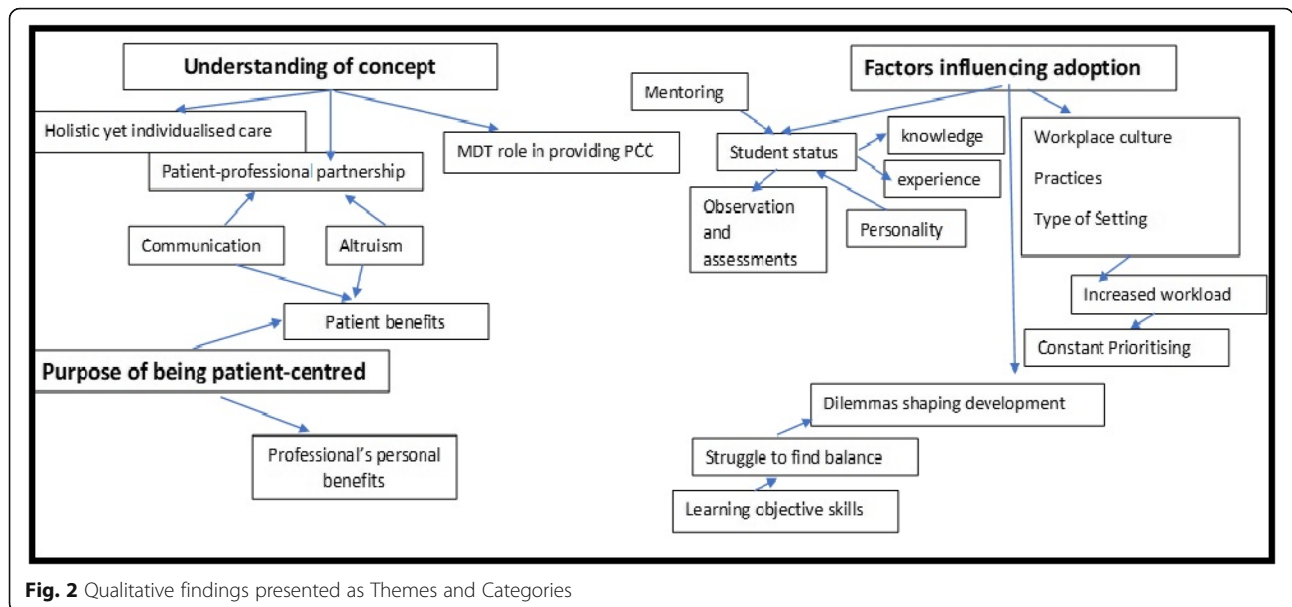 Understanding of concept
Holistic yet individualised care
Patient-professional partnership
MDT role in providing PCC
Communication
Altruism
Patient benefits
Purpose of being patient-centred
Professional's personal
benefits
Factors influencing adoption
Mentoring
Student status
knowledge
experience
Observation
and
assessments
Personality
Workplace culture
Practices
Type of Setting
Increased workload
Constant Prioritising
Dilemmas shaping development
Struggle to find balance
Learning objective skills
Fig. 2 Qualitative findings presented as Themes and Categories